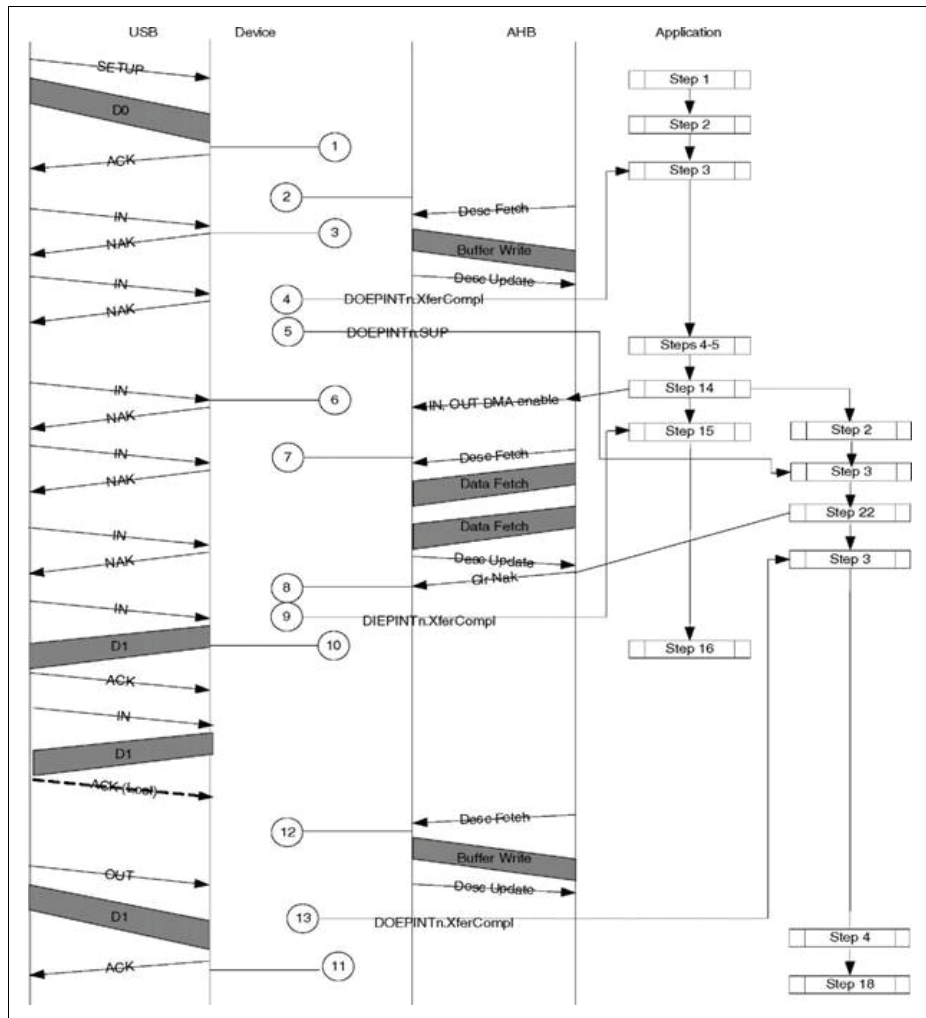 USB Device AHB Application
SETUP
Step 1
D0
Step 2
1
ACK
Step 3
2
Desc Fetch
IN
3
NAK
Buffer Write
IN
Desc Update
4
DOEPINTn.XferCompl
NAK
5
DOEPINTn.SUP
Steps 4-5
IN
Step 14
6
IN, OUT DMA enable
NAK
Step 15
Step 2
IN
7
Desc Fetch
Step 3
NAK
Data Fetch
Step 22
IN
Data Fetch
NAK
Desc Update
Step 3
8
Clr Nak
IN
9
DIEPINTn.XferCompl
D1
10
Step 16
ACK
IN
D1
ACK (Lost)
Desc Fetch
12
Buffer Write
OUT
Desc Update
D1
13
DOEPINTn.XferCompl
Step 4
ACK
11
Step 18